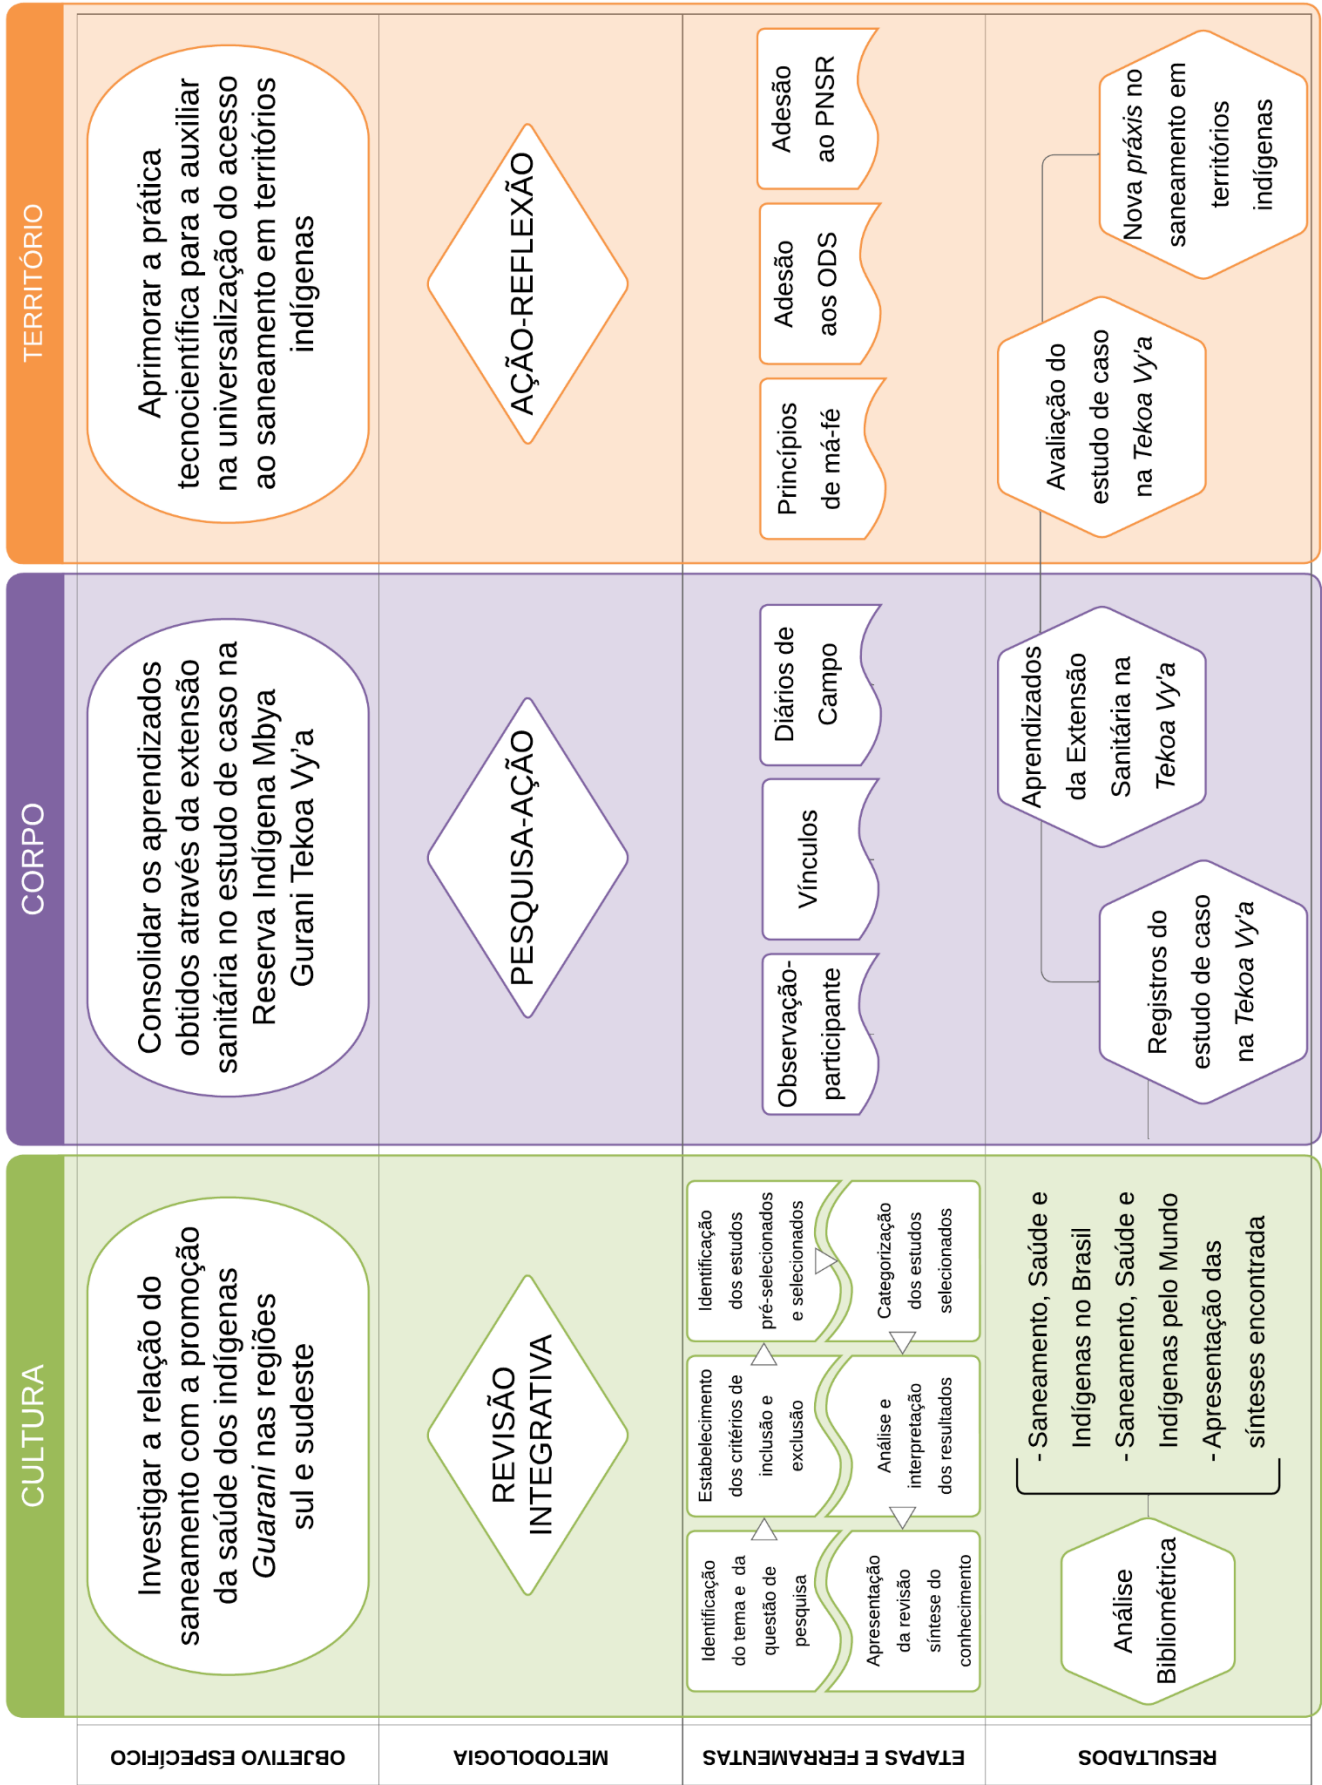 CULTURA
CORPO
TERRITÓRIO
OBJETIVO ESPECÍFICO
Investigar a relação do
saneamento com a promoção
da saúde dos indígenas
Guarani nas regiões
sul e sudeste
Consolidar os aprendizados
obtidos através da extensão
sanitária no estudo de caso na
Reserva Indígena Mbya
Gurani Tekoa Vy’a
Aprimorar a prática
tecnocientífica para a auxiliar
na universalização do acesso
ao saneamento em territórios
indígenas
METODOLOGIA
REVISÃO
INTEGRATIVA
PESQUISA-AÇÃO
AÇÃO-REFLEXÃO
ETAPAS E FERRAMENTAS
Identificação
do tema e da
questão de
pesquisa
Estabelecimento
dos critérios de
inclusão e
exclusão
Identificação
dos estudos
pré-selecionados
e selecionados
Categorização
dos estudos
selecionados
Análise e
interpretação
dos resultados
Apresentação
da revisão
síntese do
conhecimento
Observação-
participante
Vínculos
Diários de
Campo
Princípios
de má-fé
Adesão
aos ODS
Adesão
ao PNSR
RESULTADOS
Análise
Bibliométrica
- Saneamento, Saúde e
Indígenas no Brasil
- Saneamento, Saúde e
Indígenas pelo Mundo
- Apresentação das
sínteses encontrada
Registros do
estudo de caso
na Tekoa Vy'a
Aprendizados
da Extensão
Sanitária na
Tekoa Vy'a
Avaliação do
estudo de caso
na Tekoa Vy'a
Nova práxis no
saneamento em
territórios
indígenas